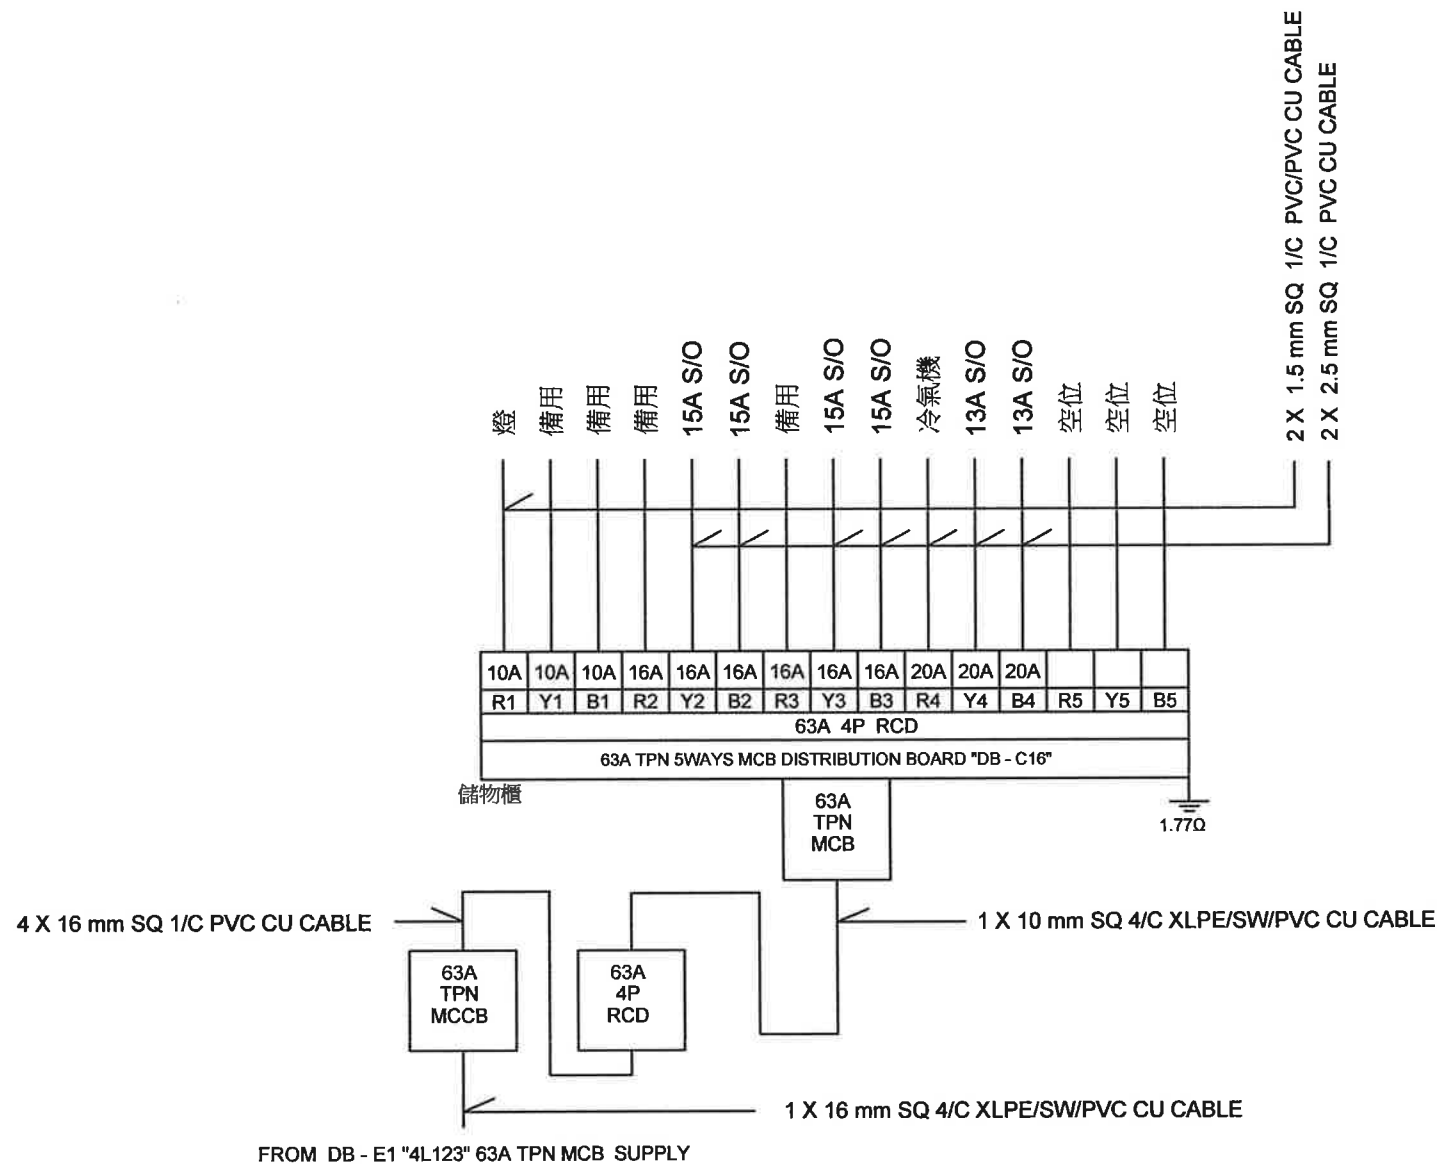 2 X 1.5 mm SQ 1/C PVC/PVC CU CABLE
2 X 2.5 mm SQ 1/C PVC CU CABLE
燈
備用
備用
備用
15A S/O
15A S/O
備用
15A S/O
15A S/O
冷氣機
13A S/O
13A S/O
空位
空位
空位
10A 10A 10A 16A 16A 16A 16A 16A 16A 20A 20A 20A
R1 Y1 B1 R2 Y2 B2 R3 Y3 B3 R4 Y4 B4 R5 Y5 B5
63A 4P RCD
63A TPN 5WAYS MCB DISTRIBUTION BOARD "DB - C16"
儲物櫃
63A
TPN
MCB
1.77Ω
4 X 16 mm SQ 1/C PVC CU CABLE
1 X 10 mm SQ 4/C XLPE/SW/PVC CU CABLE
63A
TPN
MCCB
63A
4P
RCD
1 X 16 mm SQ 4/C XLPE/SW/PVC CU CABLE
FROM DB - E1 "4L123" 63A TPN MCB SUPPLY